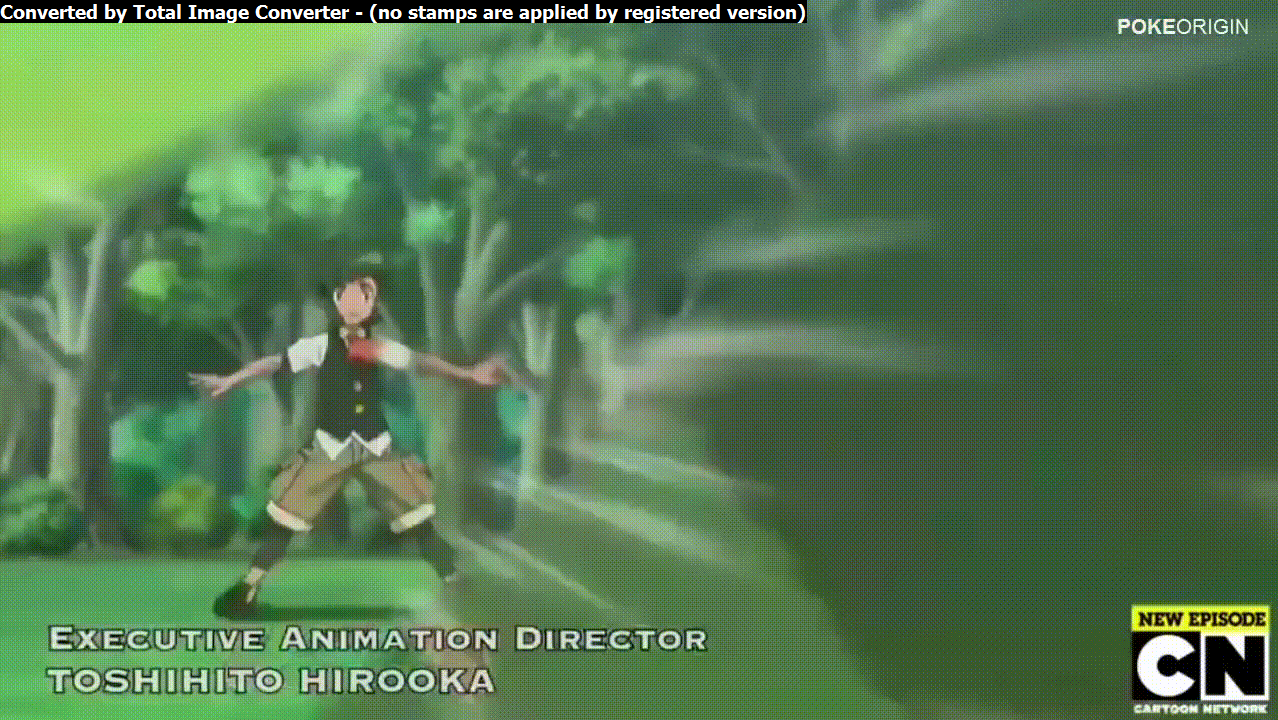 Converted by Total Image Converter - (no stamps are applied by registered version)
POKEORIGIN
EXECUTIVE ANIMATION DIRECTOR
TOSHIHITO HIROOKA
NEW EPISODE
CN
CARTOON NETWORK